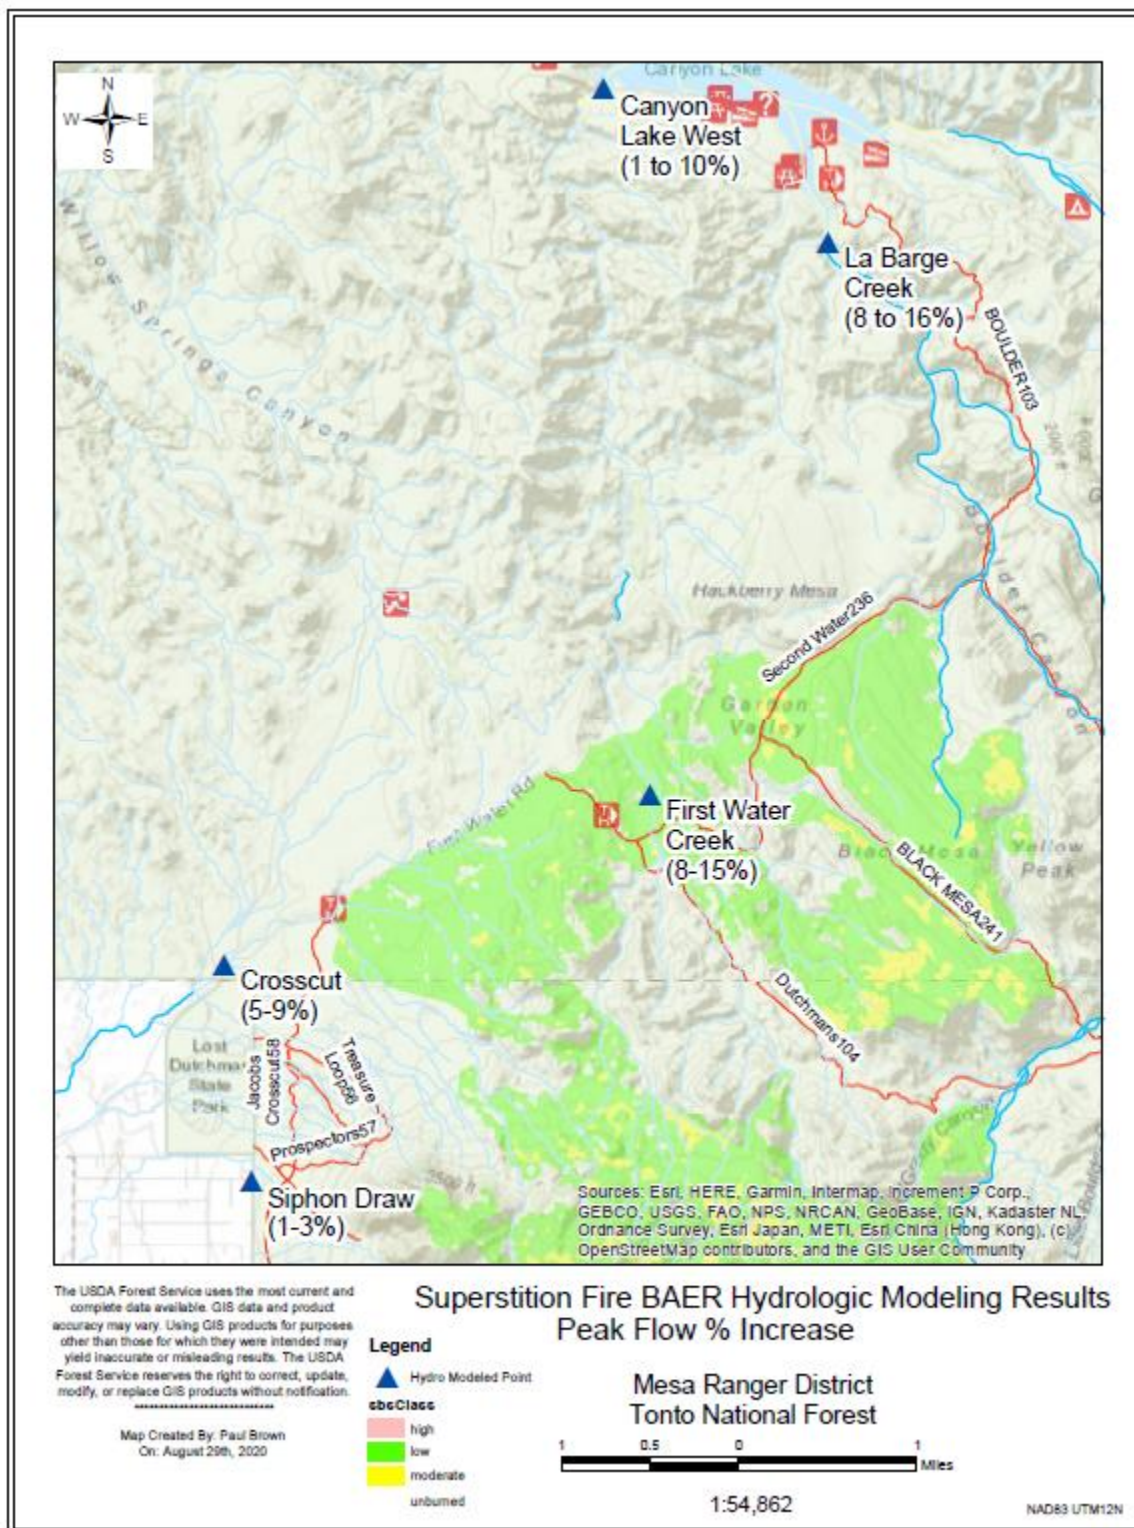 N
W E
S
Canyon Lake
Canyon
Lake West
(1 to 10%)
?
La Barge
Creek
(8 to 16%)
Willow Springs Canyon
BOULDER103
Boulder Canyon
Hackberry Mesa
Second Water236
Garden
Valley
First Water Rd
First Water
Creek
(8-15%)
Black Mesa
BLACK MESA241
Yellow
Peak
Crosscut
(5-9%)
Dutchmans104
Lost
Dutchman
State
Park
Jacobs
Crosscut58
Treasure
Loop56
Prospectors57
Siphon Draw
(1-3%)
Sources: Esri, HERE, Garmin, Intermap, increment P Corp.,
GEBCO, USGS, FAO, NPS, NRCAN, GeoBase, IGN, Kadaster NL,
Ordnance Survey, Esri Japan, METI, Esri China (Hong Kong), (c)
OpenStreetMap contributors, and the GIS User Community
The USDA Forest Service uses the most current and
complete data available. GIS data and product
accuracy may vary. Using GIS products for purposes
other than those for which they were intended may
yield inaccurate or misleading results. The USDA
Forest Service reserves the right to correct, update,
modify, or replace GIS products without notification.
****************************
Map Created By: Paul Brown
On: August 29th, 2020
Superstition Fire BAER Hydrologic Modeling Results
Peak Flow % Increase
Legend
Hydro Modeled Point
sbsClass
high
low
moderate
unburned
Mesa Ranger District
Tonto National Forest
1 0.5 0 1
Miles
1:54,862
NAD83 UTM12N